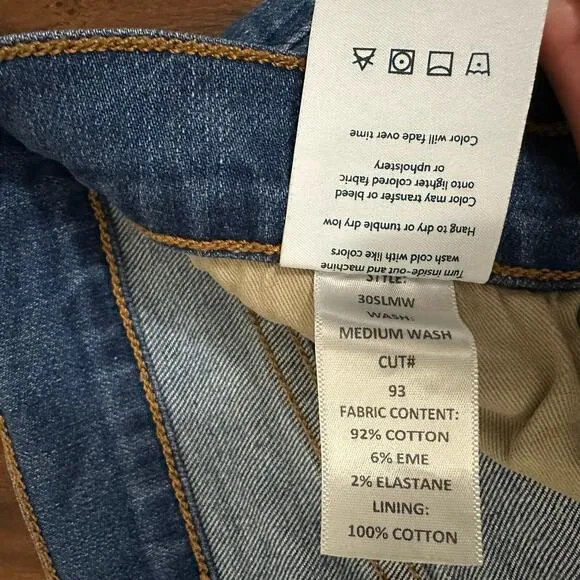 Turn inside-out and machine
wash cold with like colors
Hang to dry or tumble dry low
Color may transfer or bleed
onto lighter colored fabric
or upholstery
Color will fade over time
STYLE:
30SLMW
WASH:
MEDIUM WASH
CUT#
93
FABRIC CONTENT:
92% COTTON
6% EME
2% ELASTANE
LINING:
100% COTTON